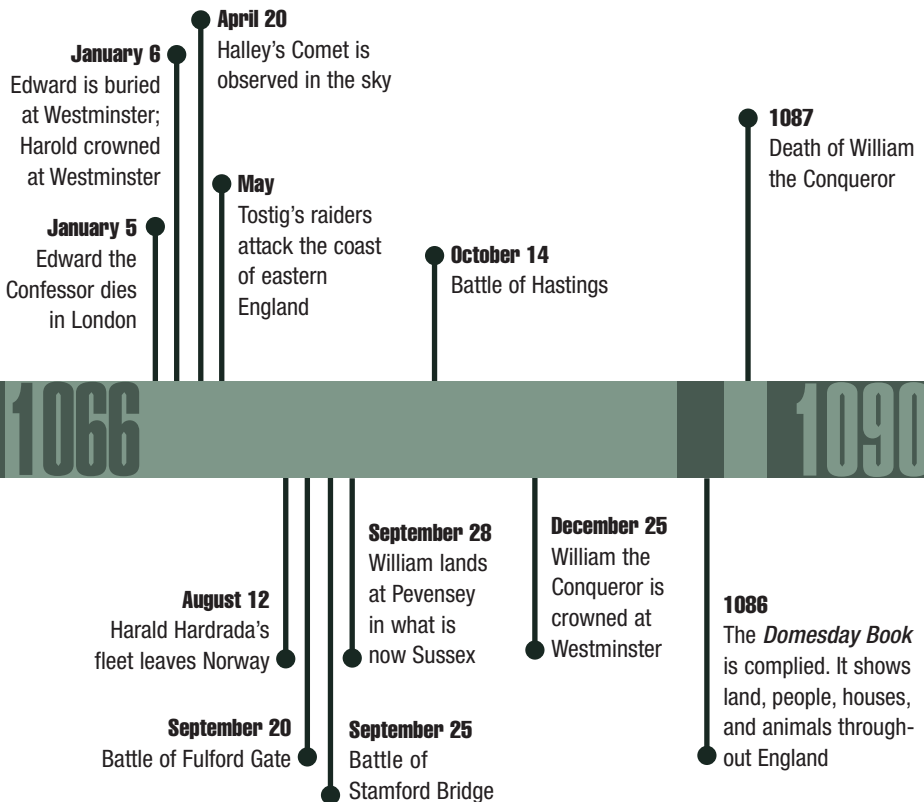 April 20
Halley's Comet is
observed in the sky
January 6
Edward is buried
at Westminster;
Harold crowned
at Westminster
1087
Death of William
the Conqueror
May
Tostig's raiders
attack the coast
of eastern
England
January 5
Edward the
Confessor dies
in London
October 14
Battle of Hastings
1066
1090
September 28
William lands
at Pevensey
in what is
now Sussex
December 25
William the
Conqueror is
crowned at
Westminster
August 12
Harald Hardrada's
fleet leaves Norway
1086
The Domesday Book
is complied. It shows
land, people, houses,
and animals through-
out England
September 20
Battle of Fulford Gate
September 25
Battle of
Stamford Bridge